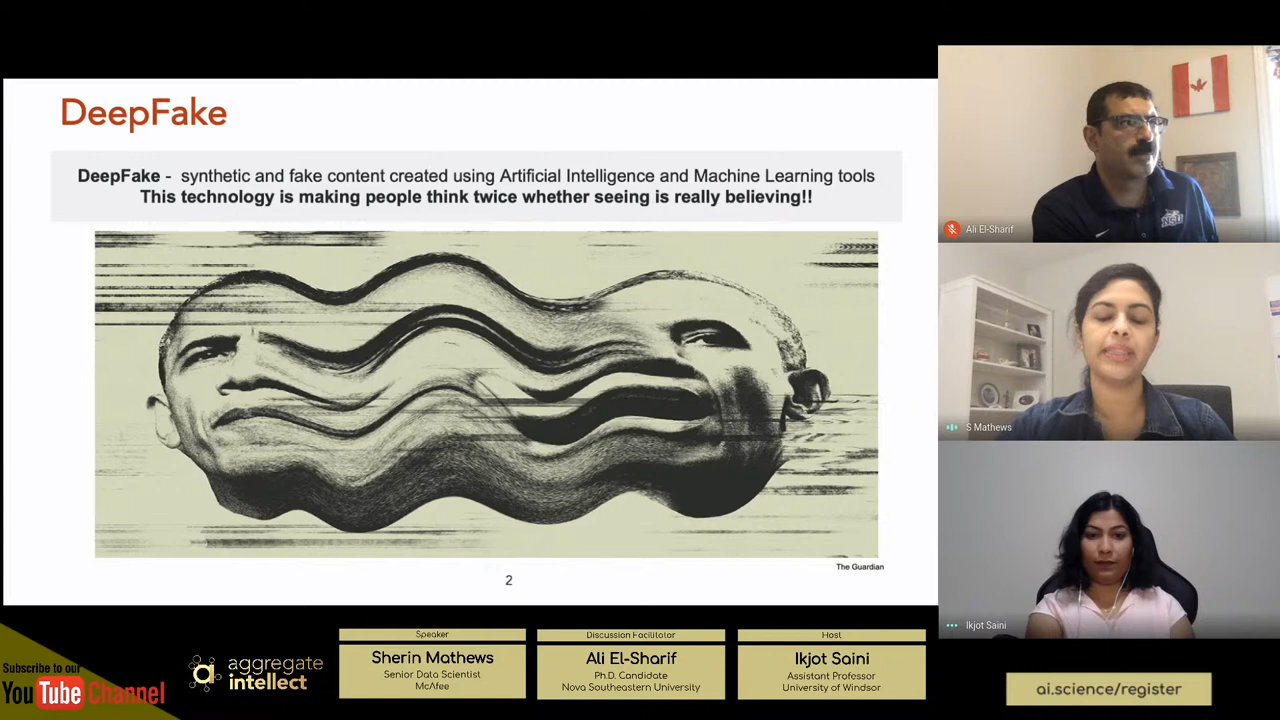 DeepFake
DeepFake - synthetic and fake content created using Artificial Intelligence and Machine Learning tools
This technology is making people think twice whether seeing is really believing!!
The Guardian
2
Ali El-Sharif
NSU
S Mathews
Ikjot Saini
Subscribe to our
YouTube Channel
aggregate
intellect
Speaker
Sherin Mathews
Senior Data Scientist
McAfee
Discussion Facilitator
Ali El-Sharif
Ph.D. Candidate
Nova Southeastern University
Host
Ikjot Saini
Assistant Professor
University of Windsor
ai.science/register